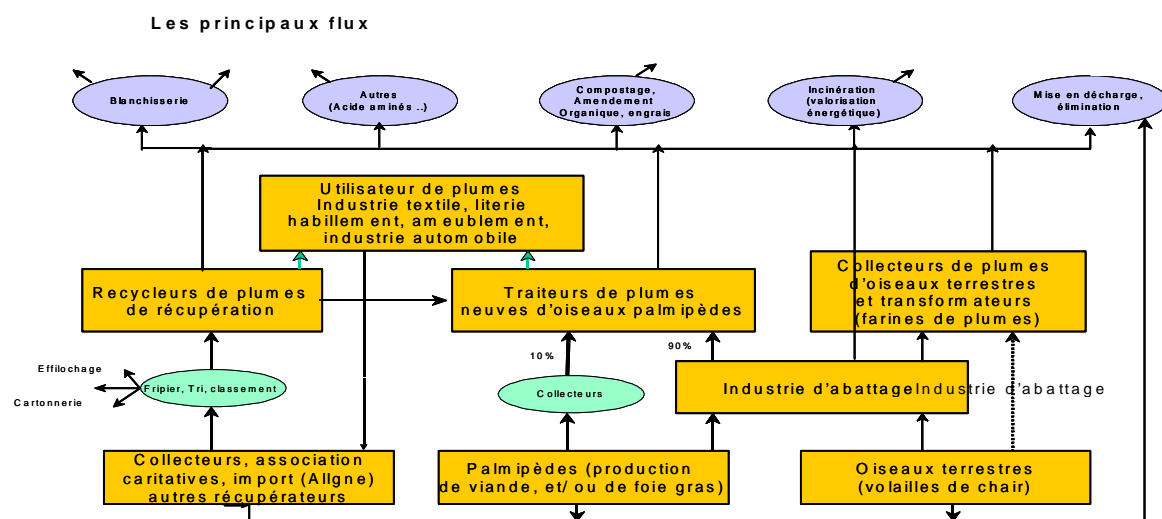 Les principaux flux
Blanchisserie
Autres
(Acide aminés ..)
Compostage,
Amendement
Organique, engrais
Incinération
(valorisation
énergétique)
Mise en décharge,
élimination
Utilisateur de plumes
Industrie textile, literie
habillement, ameublement,
industrie automobile
Recycleurs de plumes
de récupération
Traiteurs de plumes
neuves d'oiseaux palmipèdes
Collecteurs de plumes
d'oiseaux terrestres
et transformateurs
(farines de plumes)
10%
90%
Effilochage
Cartonnerie
Fripier, Tri, classement
Collecteurs
Industrie d'abattage
Industrie d'abattage
Collecteurs, association
caritatives, import (Allgne)
autres récupérateurs
Palmipèdes (production
de viande, et/ ou de foie gras)
Oiseaux terrestres
(volailles de chair)